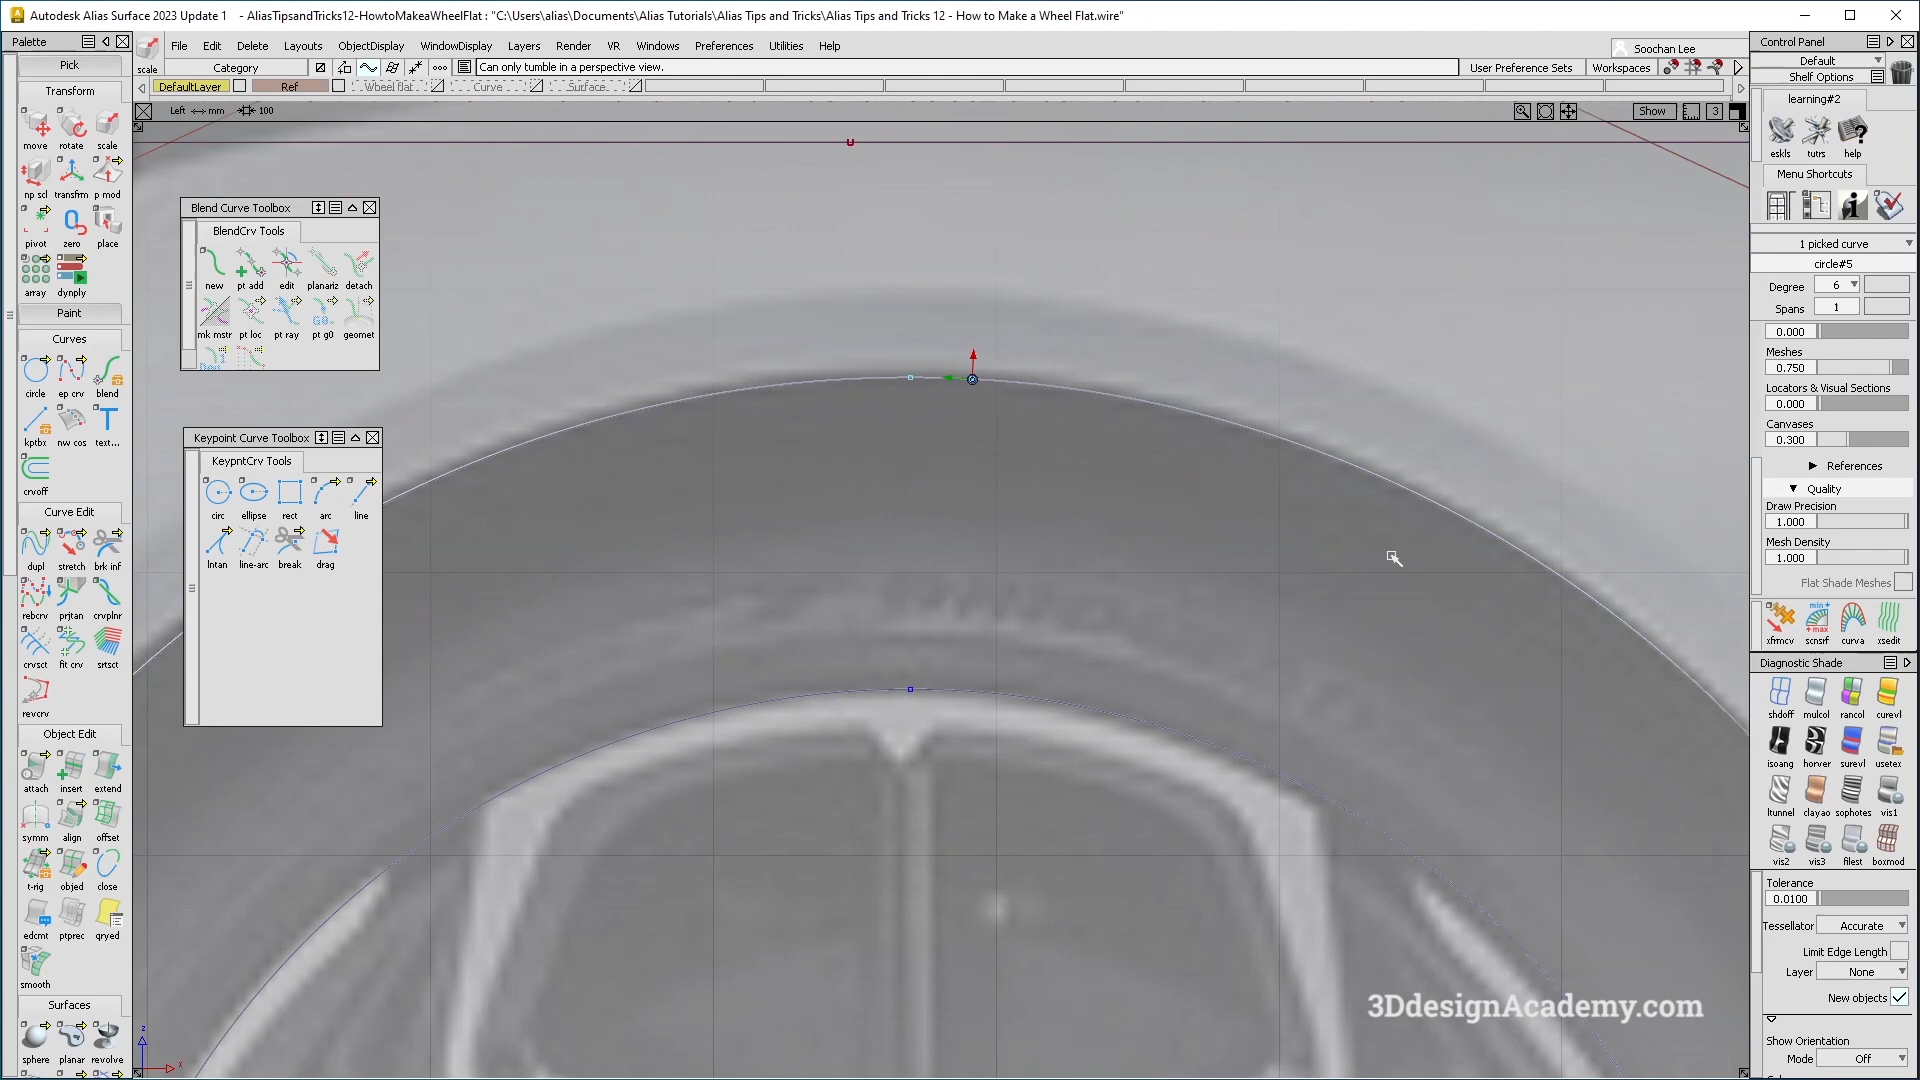 Autodesk Alias Surface 2023 Update 1 - AliasTipsandTricks12-HowtoMakeaWheelFlat : "C:\Users\alias\Documents\Alias Tutorials\Alias Tips and Tricks\Alias Tips and Tricks 12 - How to Make a Wheel Flat.wire"
Palette
File Edit Delete Layouts ObjectDisplay WindowDisplay Layers Render VR Windows Preferences Utilities Help
Soochan Lee
scale
Category
Can only tumble in a perspective view.
User Preference Sets
Workspaces
DefaultLayer
Ref
Wheel flat
Curve
Surface
Left mm 100
Show
3
U
Pick
Transform
move rotate scale
np scl transfrm p mod
pivot zero place
array dynply
Paint
Curves
circle ep crv blend
kptbx nw cos text...
crvoff
Curve Edit
dupl stretch brk inf
rebcrv prjtan crvplnr
crvsct fit crv srtsct
revcrv
Object Edit
attach insert extend
symm align offset
t-rig objed close
edcmt ptprec qryed
smooth
Surfaces
sphere planar revolve
Blend Curve Toolbox
BlendCrv Tools
new pt add edit planariz detach
mk mstr pt loc pt ray pt g0 geomet
Keypoint Curve Toolbox
KeypntCrv Tools
circ ellipse rect arc line
lntan line-arc break drag
z
x
3DdesignAcademy.com
Control Panel
Default
Shelf Options
learning#2
eskls tutrs help
Menu Shortcuts
1 picked curve
circle#5
Degree 6
Spans 1
0.000
Meshes
0.750
Locators & Visual Sections
0.000
Canvases
0.300
References
Quality
Draw Precision
1.000
Mesh Density
1.000
Flat Shade Meshes
xfrmcv scnsrf curva xsedit
Diagnostic Shade
shdoff mulcol rancol curevl
isoang horver surevl usetex
ltunnel clayao sophotes vis1
vis2 vis3 filest boxmod
Tolerance
0.0100
Tessellator Accurate
Limit Edge Length
Layer None
New objects
Show Orientation
Mode Off